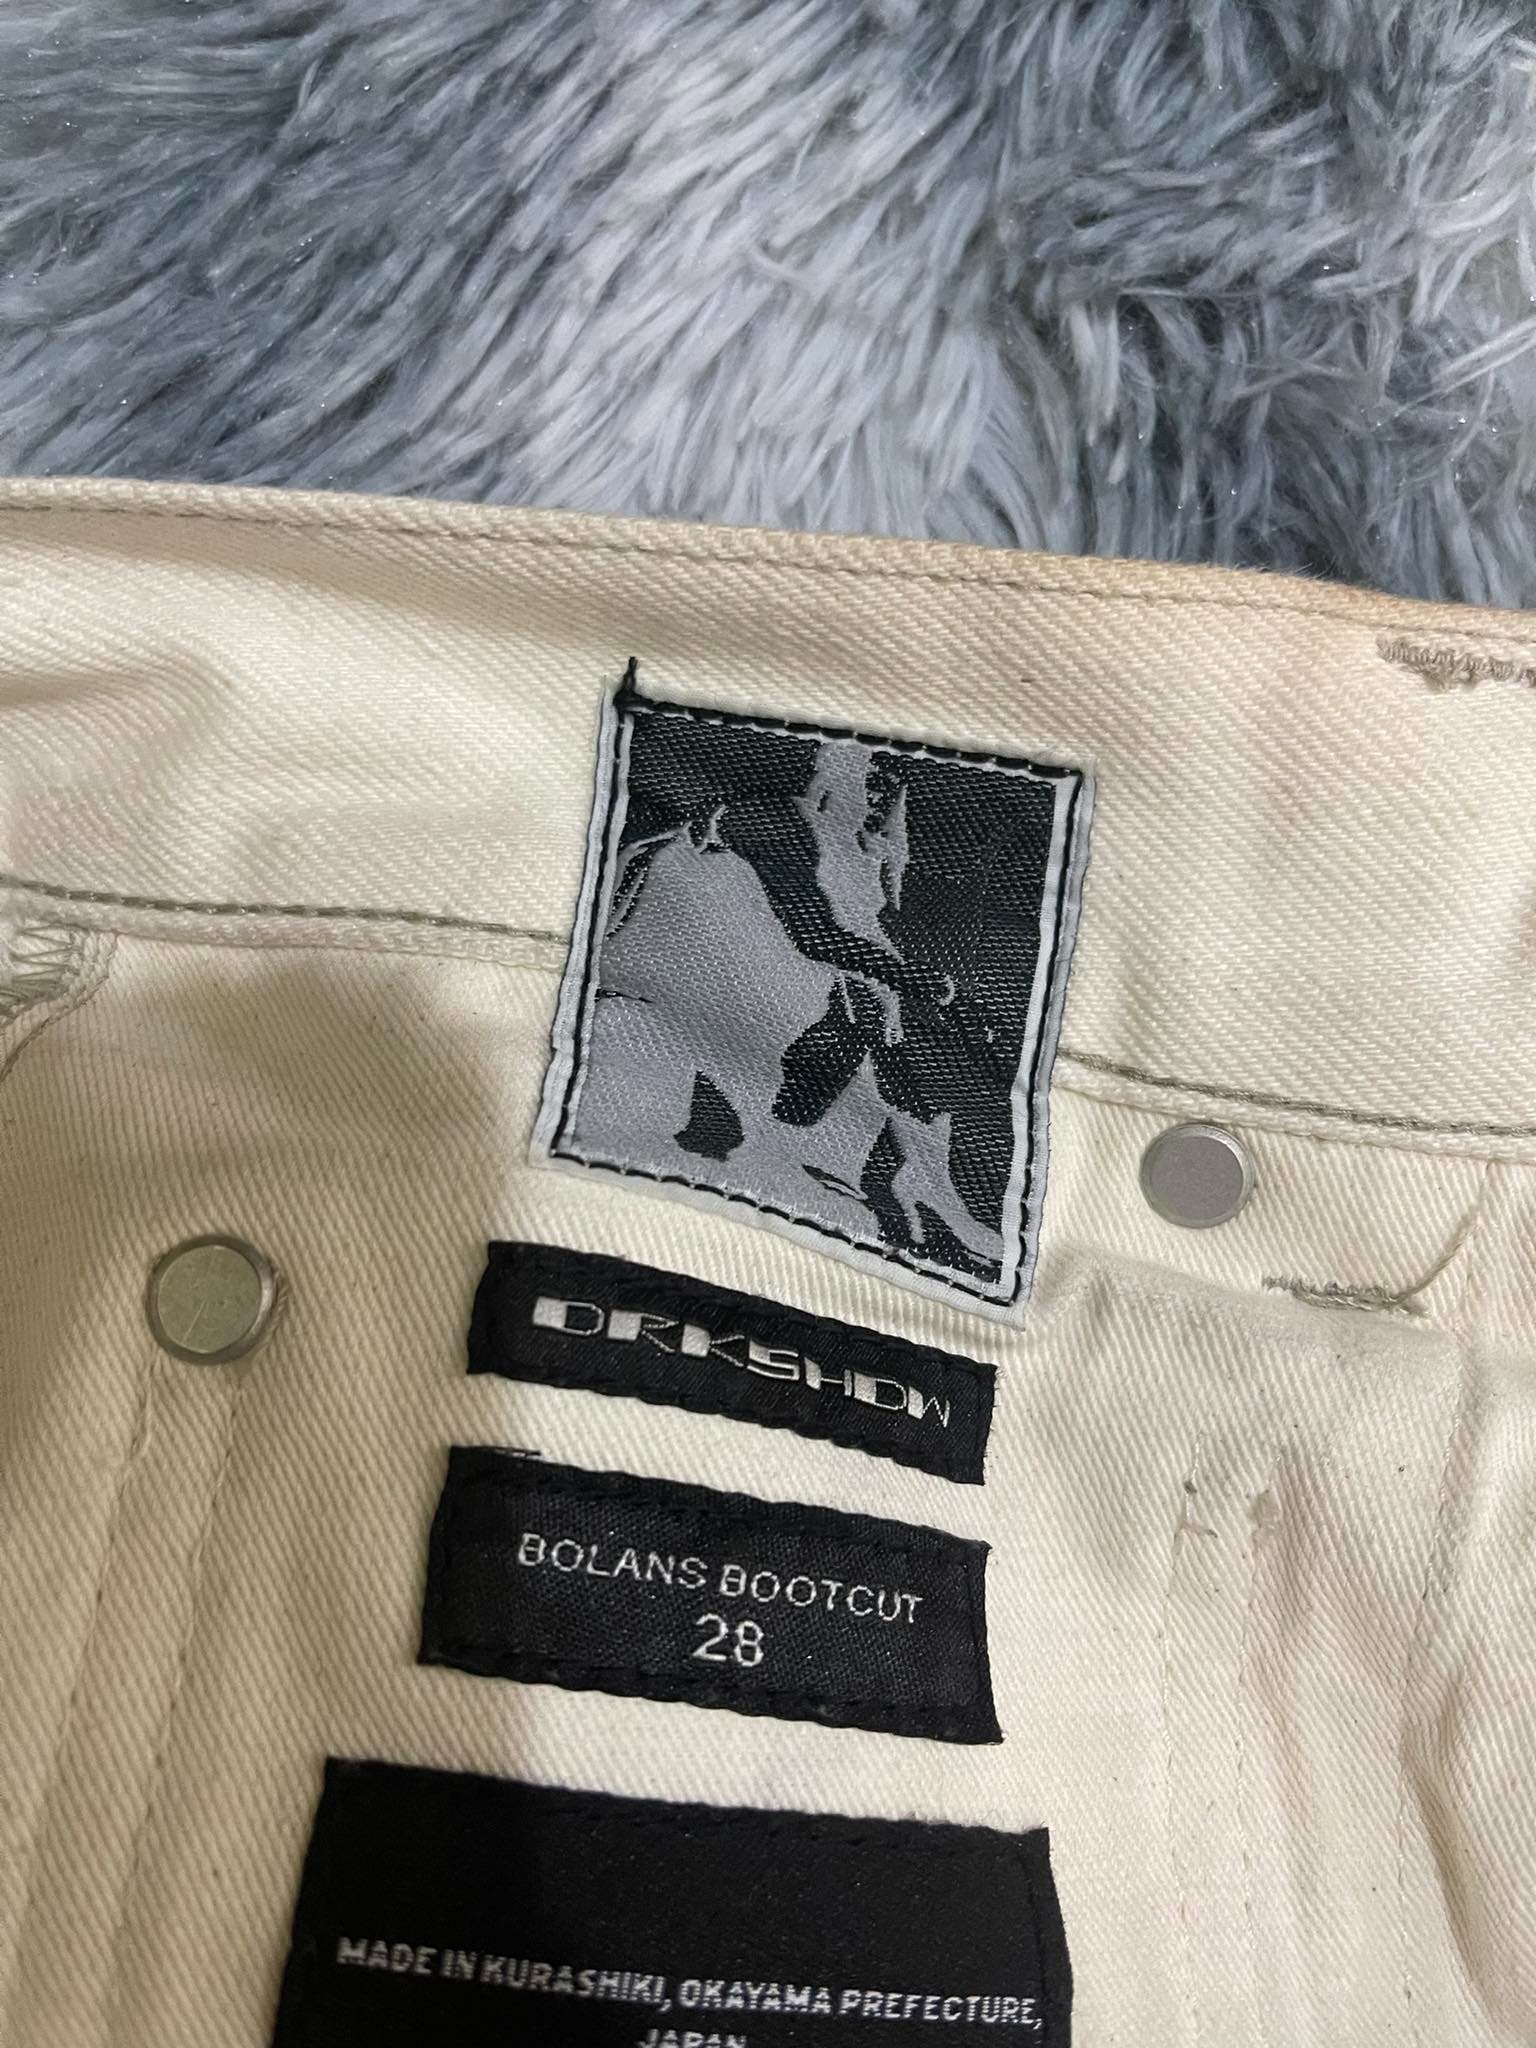 DRKSHDW
BOLANS BOOTCUT
28
MADE IN KURASHIKI, OKAYAMA PREFECTURE,
JAPAN